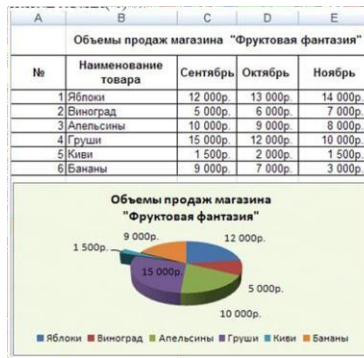 A B C D E
Объемы продаж магазина "Фруктовая фантазия"
№ Наименование товара Сентябрь Октябрь Ноябрь
1 Яблоки 12 000р. 13 000р. 14 000р.
2 Виноград 5 000р. 6 000р. 7 000р.
3 Апельсины 10 000р. 9 000р. 8 000р.
4 Груши 15 000р. 12 000р. 10 000р.
5 Киви 1 500р. 2 000р. 1 500р.
6 Бананы 9 000р. 7 000р. 3 000р.
Объемы продаж магазина
"Фруктовая фантазия"
9 000р. 12 000р.
1 500р.
15 000р.
5 000р.
10 000р.
Яблоки Виноград Апельсины Груши Киви Бананы